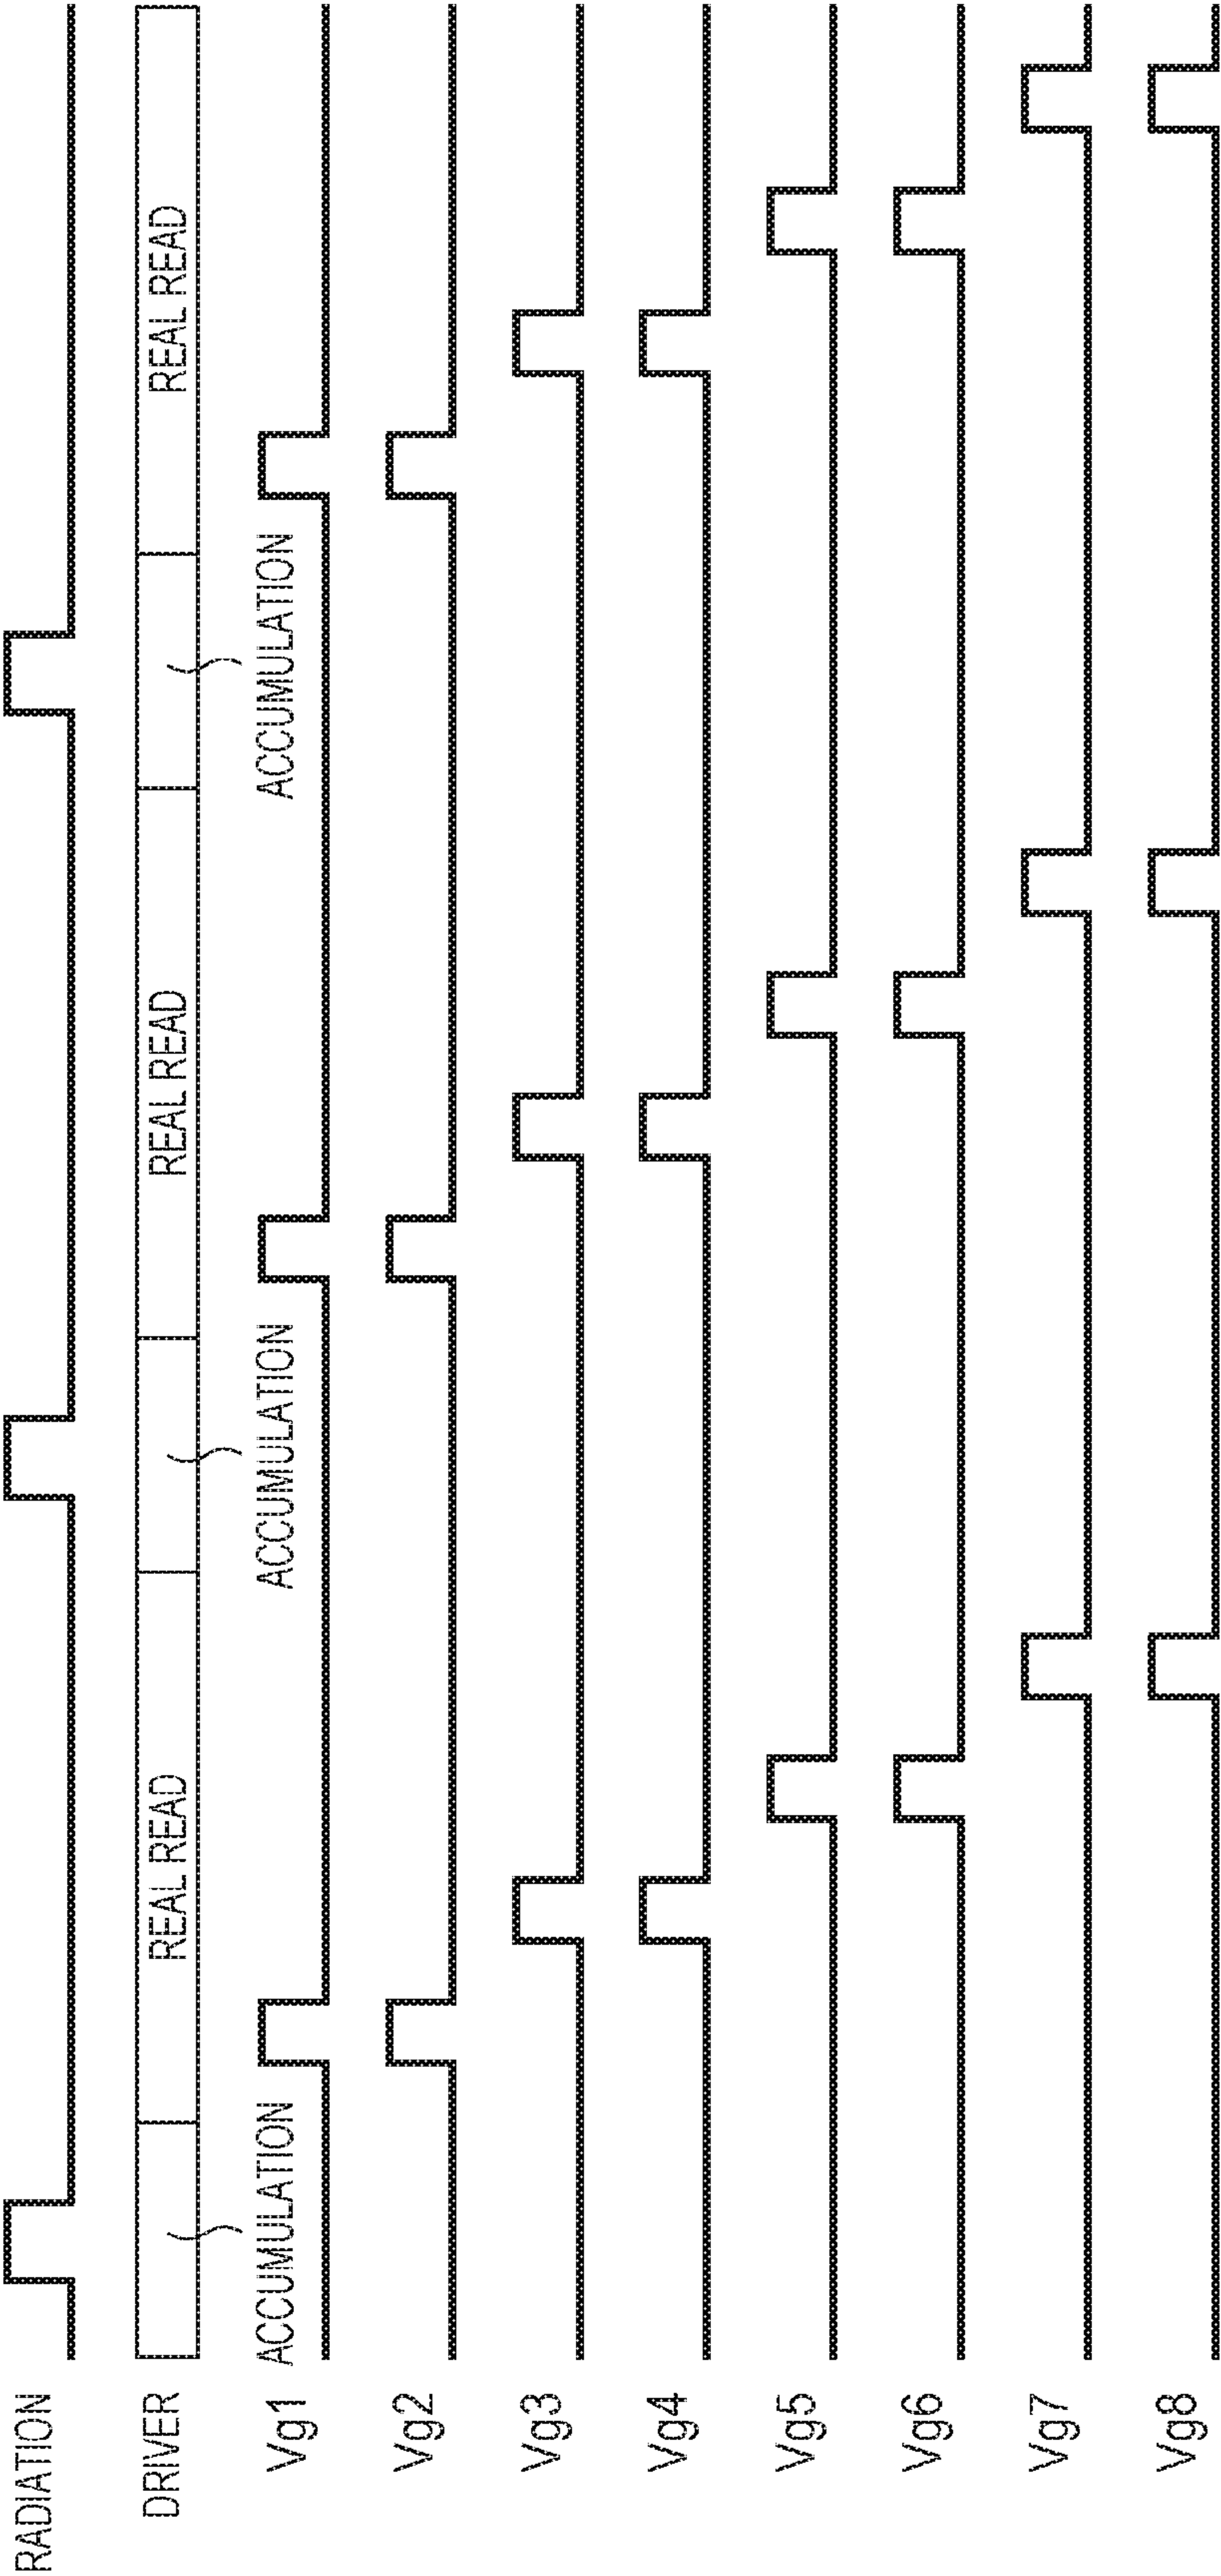 RADIATION
DRIVER
REAL READ
REAL READ
REAL READ
ACCUMULATION
ACCUMULATION
ACCUMULATION
Vg1
Vg2
Vg3
Vg4
Vg5
Vg6
Vg7
Vg8